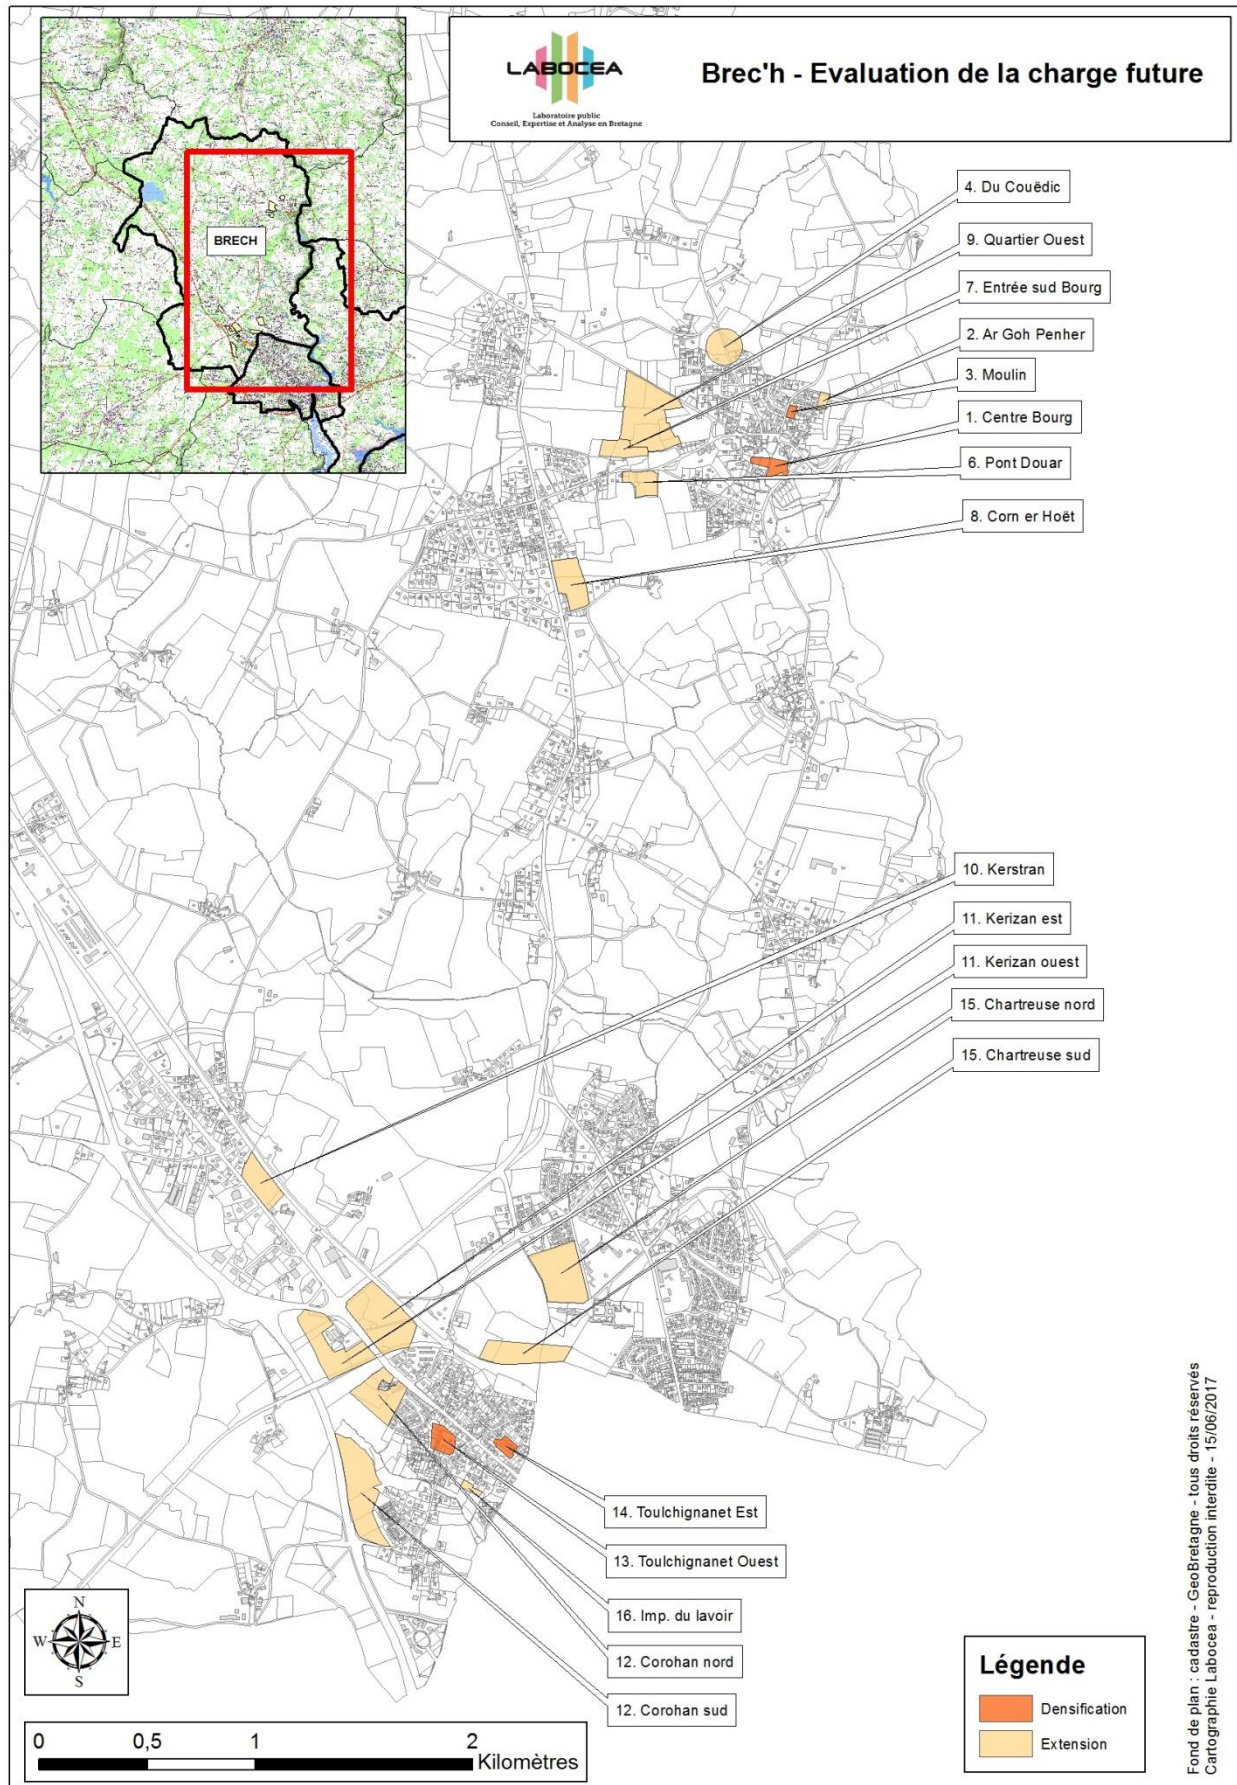 LABOCEA
Laboratoire public
Conseil, Expertise et Analyse en Bretagne
Brec'h - Evaluation de la charge future
BRECH
4. Du Couëdic
9. Quartier Ouest
7. Entrée sud Bourg
2. Ar Goh Penher
3. Moulin
1. Centre Bourg
6. Pont Douar
8. Corn er Hoët
10. Kerstran
11. Kerizan est
11. Kerizan ouest
15. Chartreuse nord
15. Chartreuse sud
14. Toulchignanet Est
13. Toulchignanet Ouest
16. Imp. du lavoir
12. Corohan nord
12. Corohan sud
N
W E
S
0 0,5 1 2
Kilomètres
Légende
Densification
Extension
Fond de plan : cadastre - GeoBretagne - tous droits réservés
Cartographie Labocea - reproduction interdite - 15/06/2017